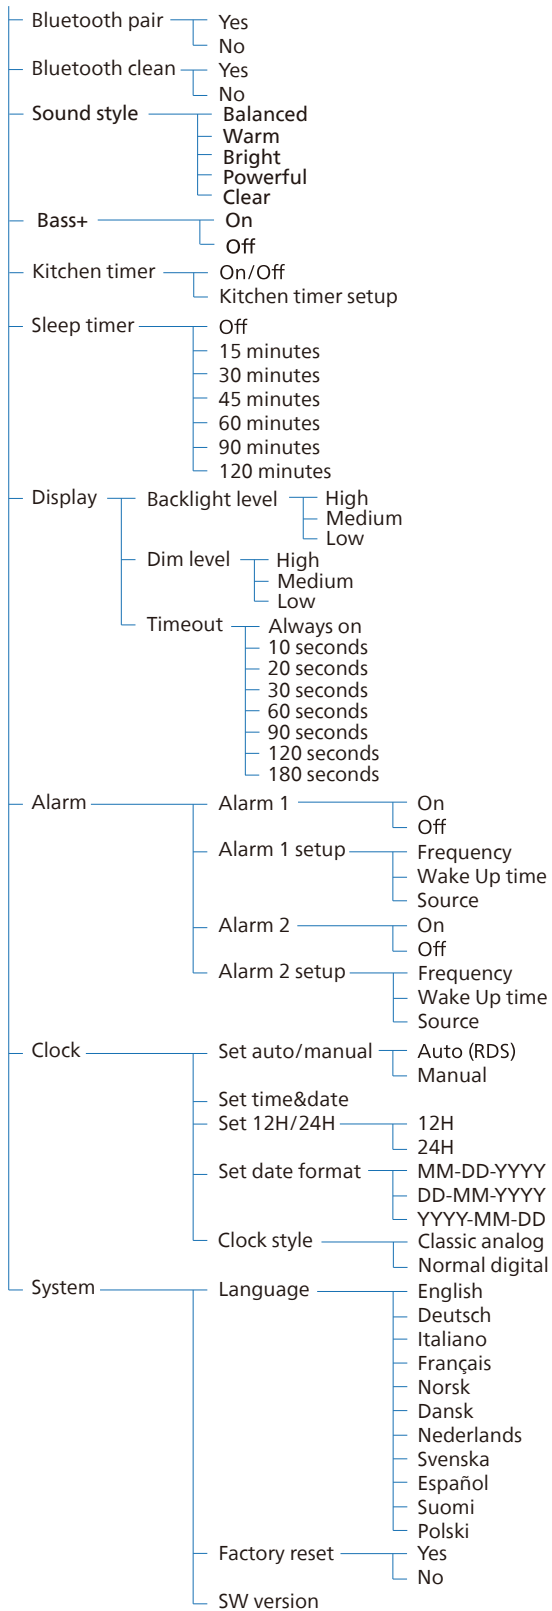 Bluetooth pair
Yes
No
Bluetooth clean
Yes
No
Sound style
Balanced
Warm
Bright
Powerful
Clear
Bass+
On
Off
Kitchen timer
On/Off
Kitchen timer setup
Sleep timer
Off
15 minutes
30 minutes
45 minutes
60 minutes
90 minutes
120 minutes
Display
Backlight level
High
Medium
Low
Dim level
High
Medium
Low
Timeout
Always on
10 seconds
20 seconds
30 seconds
60 seconds
90 seconds
120 seconds
180 seconds
Alarm
Alarm 1
On
Off
Alarm 1 setup
Frequency
Wake Up time
Source
Alarm 2
On
Off
Alarm 2 setup
Frequency
Wake Up time
Source
Clock
Set auto/manual
Auto (RDS)
Manual
Set time&date
Set 12H/24H
12H
24H
Set date format
MM-DD-YYYY
DD-MM-YYYY
YYYY-MM-DD
Clock style
Classic analog
Normal digital
System
Language
English
Deutsch
Italiano
Français
Norsk
Dansk
Nederlands
Svenska
Español
Suomi
Polski
Factory reset
Yes
No
SW version